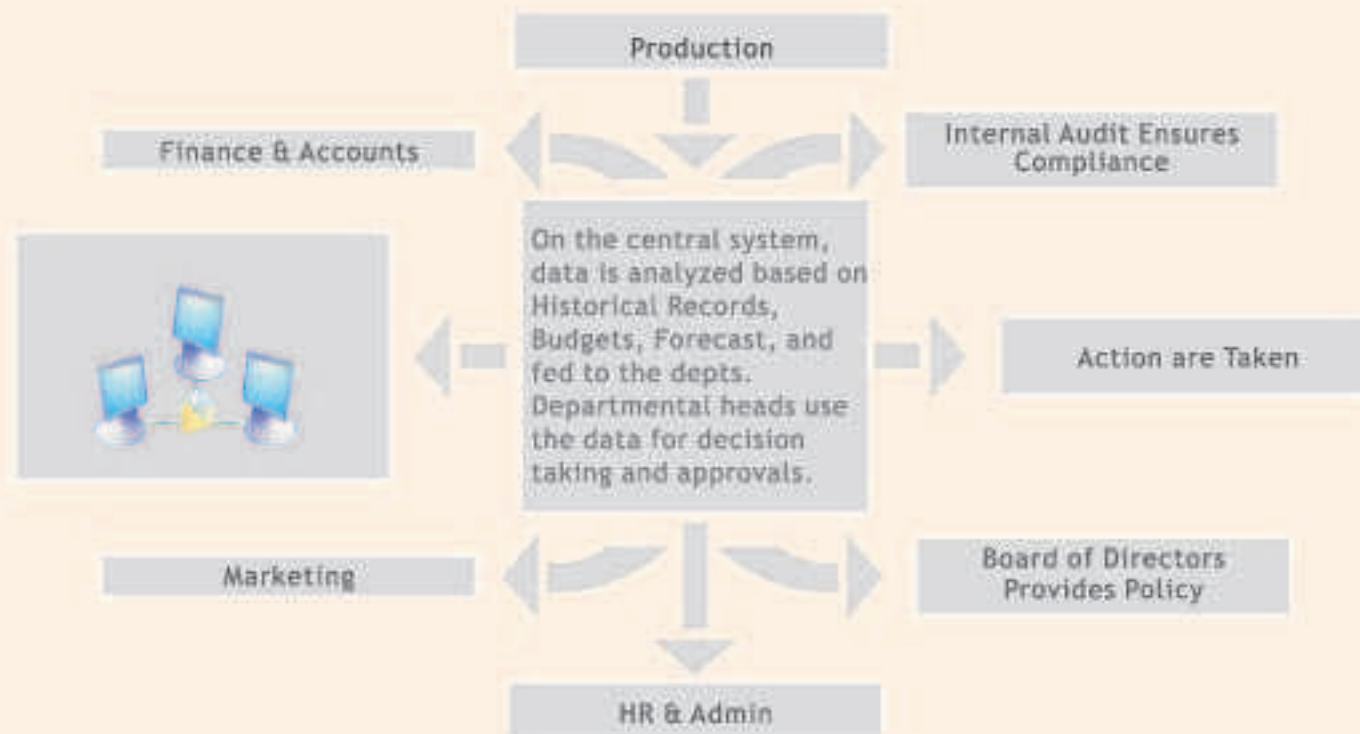 Production
Finance & Accounts
Internal Audit Ensures
Compliance
On the central system,
data is analyzed based on
Historical Records,
Budgets, Forecast, and
fed to the depts.
Departmental heads use
the data for decision
taking and approvals.
Action are Taken
Marketing
Board of Directors
Provides Policy
HR & Admin